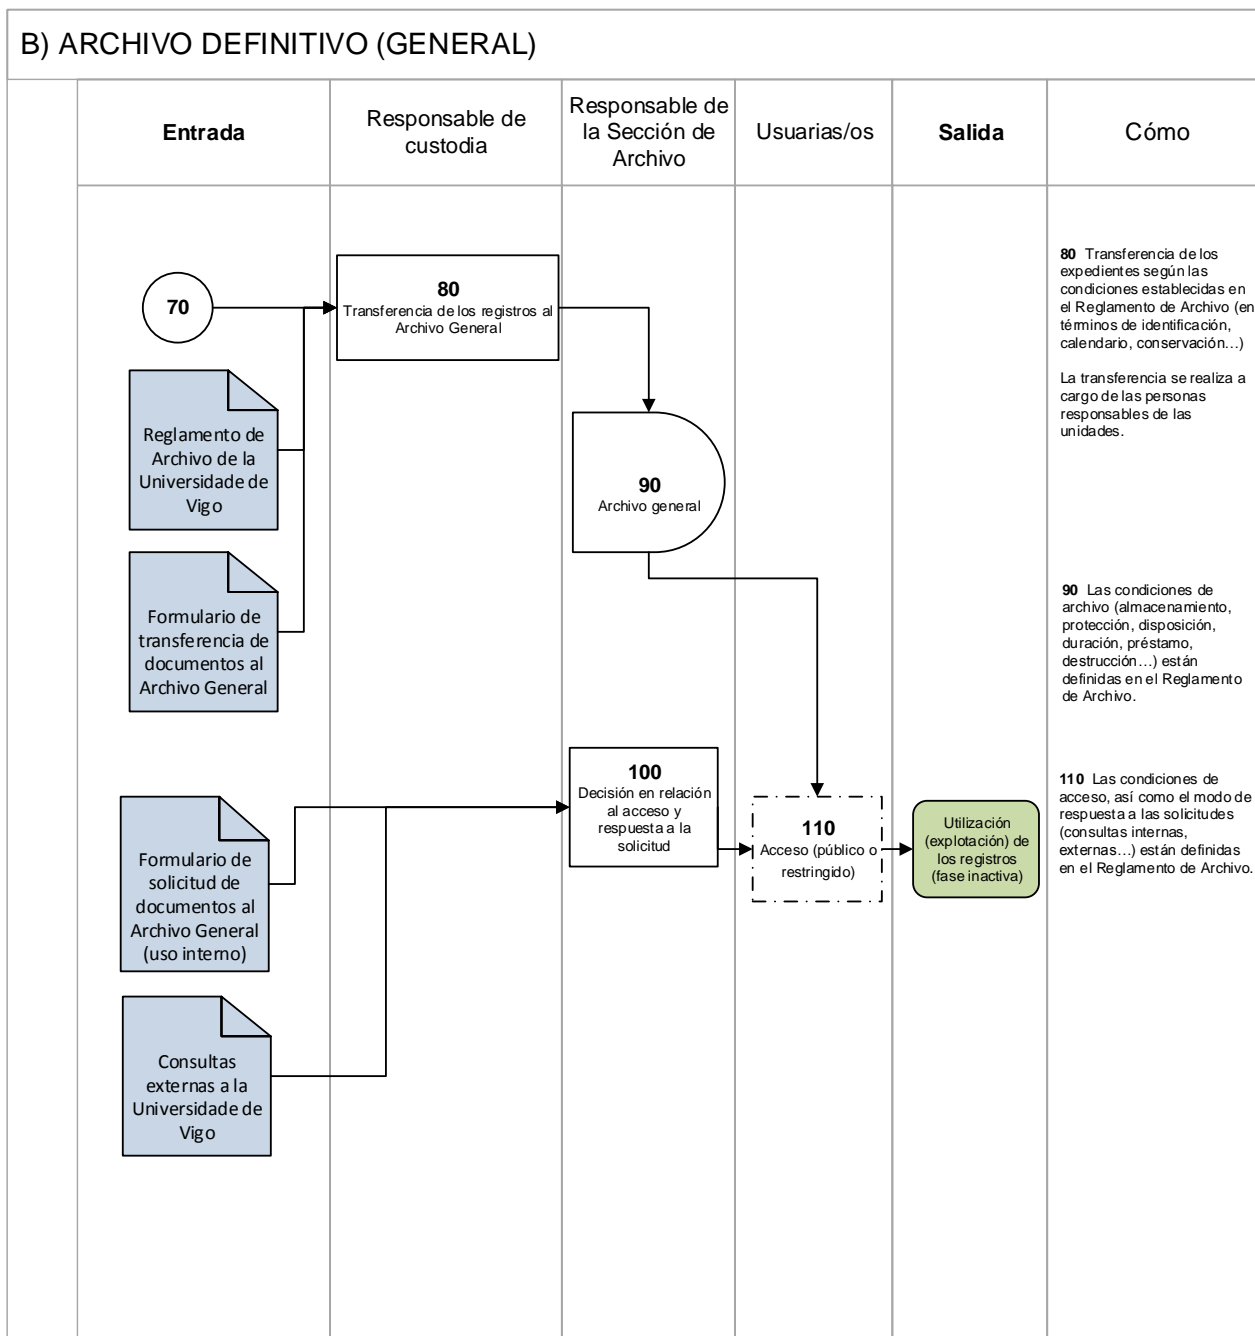 B) ARCHIVO DEFINITIVO (GENERAL)
Entrada
Responsable de
custodia
Responsable de
la Sección de
Archivo
Usuarias/os
Salida
Cómo
70
80
Transferencia de los registros al
Archivo General
Reglamento de
Archivo de la
Universidade de
Vigo
Formulario de
transferencia de
documentos al
Archivo General
90
Archivo general
Formulario de
solicitud de
documentos al
Archivo General
(uso interno)
Consultas
externas a la
Universidade de
Vigo
100
Decisión en relación
al acceso y
respuesta a la
solicitud
110
Acceso (público o
restringido)
Utilización
(explotación) de
los registros
(fase inactiva)
80 Transferencia de los
expedientes según las
condiciones establecidas en
el Reglamento de Archivo (en
términos de identificación,
calendario, conservación…)
La transferencia se realiza a
cargo de las personas
responsables de las
unidades.
90 Las condiciones de
archivo (almacenamiento,
protección, disposición,
duración, préstamo,
destrucción…) están
definidas en el Reglamento
de Archivo.
110 Las condiciones de
acceso, así como el modo de
respuesta a las solicitudes
(consultas internas,
externas…) están definidas
en el Reglamento de Archivo.